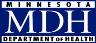 MINNESOTA
MDH
DEPARTMENT OF HEALTH